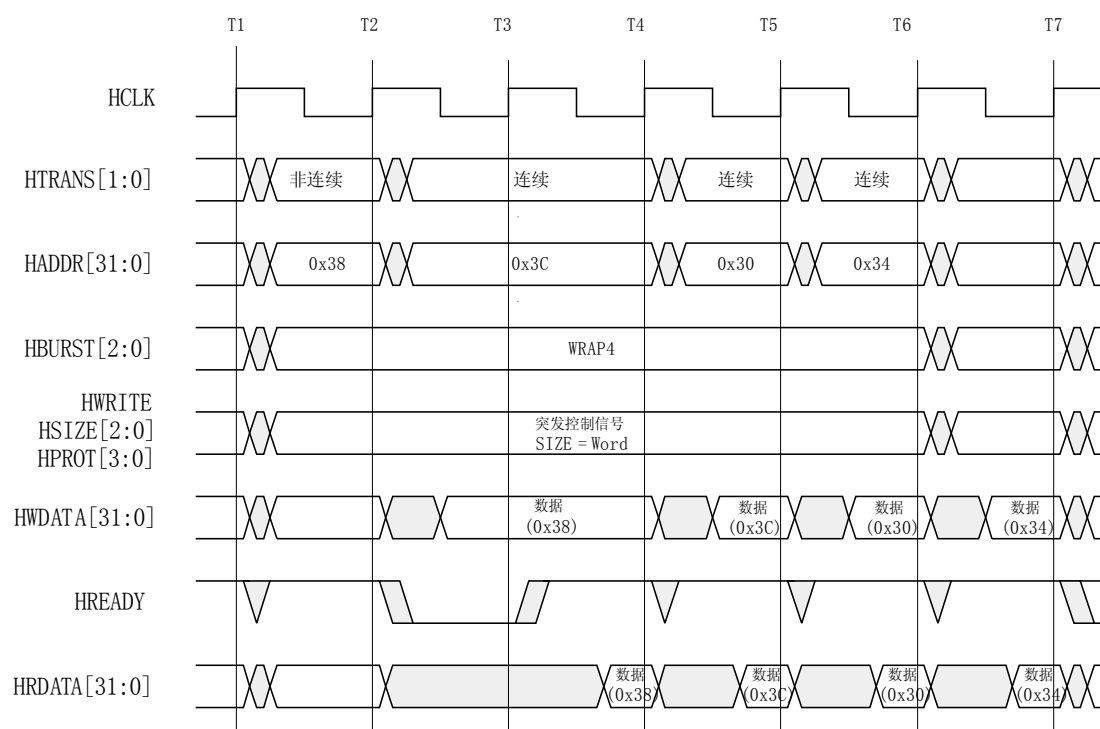 T1 T2 T3 T4 T5 T6 T7
HCLK
HTRANS[1:0] 非连续 连续 连续 连续
HADDR[31:0] 0x38 0x3C 0x30 0x34
HBURST[2:0] WRAP4
HWRITE
HSIZE[2:0]
HPROT[3:0]
突发控制信号
SIZE = Word
HWDATA[31:0]
数据 数据 数据 数据
(0x38) (0x3C) (0x30) (0x34)
HREADY
HRDATA[31:0]
数据 数据 数据 数据
(0x38) (0x3C) (0x30) (0x34)